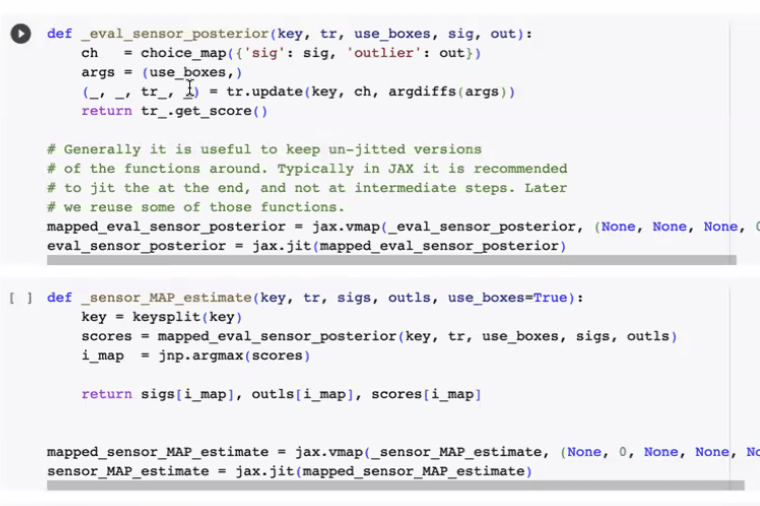 def _eval_sensor_posterior(key, tr, use_boxes, sig, out):
    ch   = choice_map({'sig': sig, 'outlier': out})
    args = (use_boxes,)
    (_, _, tr_, _) = tr.update(key, ch, argdiffs(args))
    return tr_.get_score()
# Generally it is useful to keep un-jitted versions
# of the functions around. Typically in JAX it is recommended
# to jit the at the end, and not at intermediate steps. Later
# we reuse some of those functions.
mapped_eval_sensor_posterior = jax.vmap(_eval_sensor_posterior, (None, None, None, 0
eval_sensor_posterior = jax.jit(mapped_eval_sensor_posterior)
[ ] def _sensor_MAP_estimate(key, tr, sigs, outls, use_boxes=True):
    key = keysplit(key)
    scores = mapped_eval_sensor_posterior(key, tr, use_boxes, sigs, outls)
    i_map  = jnp.argmax(scores)
    return sigs[i_map], outls[i_map], scores[i_map]
mapped_sensor_MAP_estimate = jax.vmap(_sensor_MAP_estimate, (None, 0, None, None, No
sensor_MAP_estimate = jax.jit(mapped_sensor_MAP_estimate)